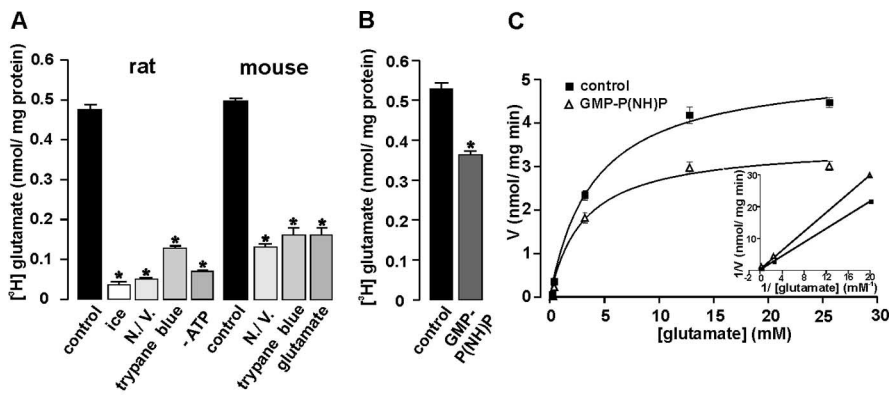 A
[³H] glutamate (nmol/ mg protein)
0.6
0.5
0.4
0.3
0.2
0.1
0
rat
mouse
*
*
*
*
*
*
*
control
ice
N./ V.
trypane blue
- ATP
control
N./ V.
trypane blue
glutamate
B
[³H] glutamate (nmol/ mg protein)
0.6
0.5
0.4
0.3
0.2
0.1
0
*
control
GMP-
P(NH)P
C
V (nmol/ mg min)
5
4
3
2
1
0
control
GMP-P(NH)P
0
5
10
15
20
25
30
[glutamate] (mM)
1/V (nmol/ mg min)
30
20
10
0
-2
4
8
12
16
20
1/ [glutamate] (mM⁻¹)